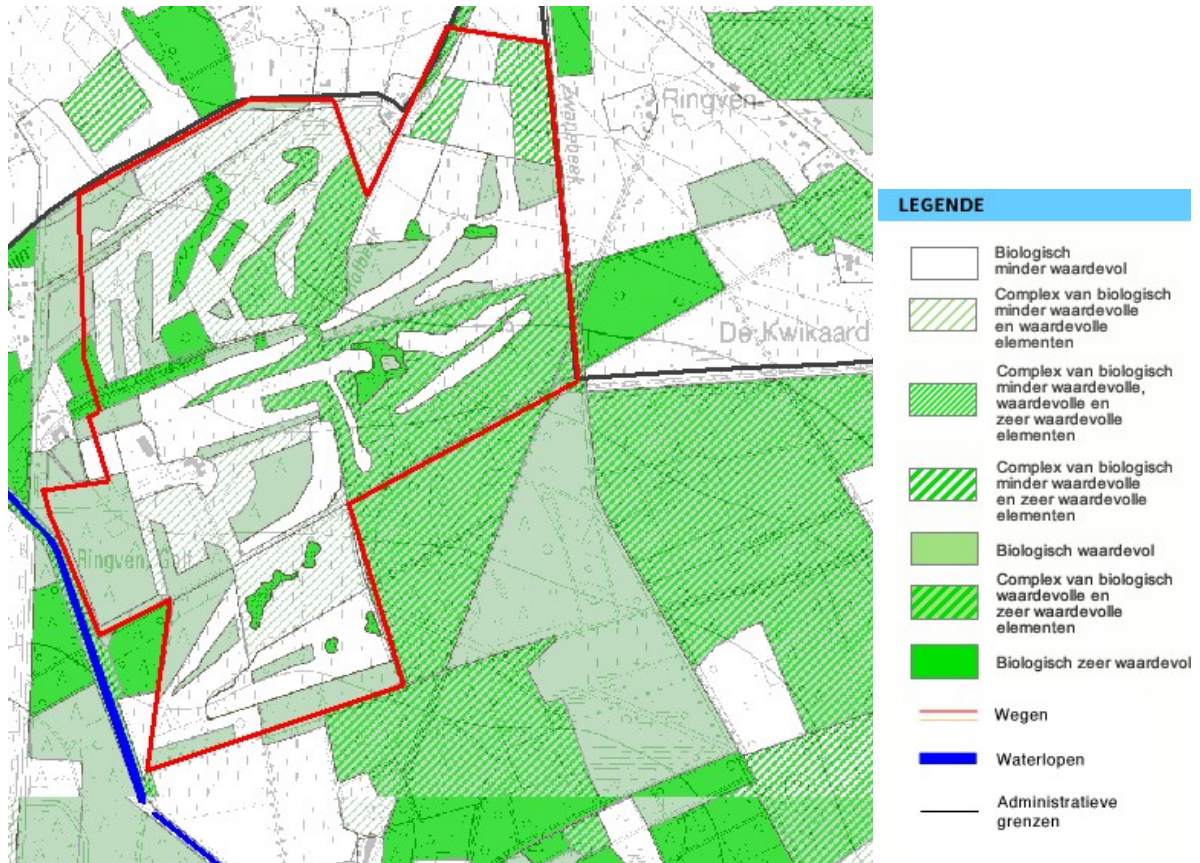 Ringven
Zwanebeek
De Kwikaard
Ringven Golf
LEGENDE
Biologisch
minder waardevol
Complex van biologisch
minder waardevolle
en waardevolle
elementen
Complex van biologisch
minder waardevolle,
waardevolle en
zeer waardevolle
elementen
Complex van biologisch
minder waardevolle
en zeer waardevolle
elementen
Biologisch waardevol
Complex van biologisch
waardevolle en
zeer waardevolle
elementen
Biologisch zeer waardevol
Wegen
Waterlopen
Administratieve
grenzen